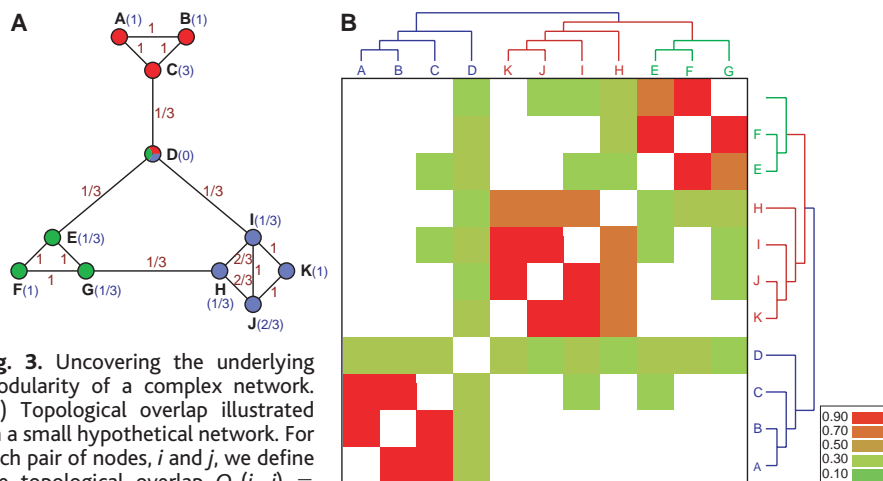 A
A(1)
B(1)
1
1
1
C(3)
1/3
D(0)
1/3
1/3
E(1/3)
1
1
F(1)
1
G(1/3)
1/3
I(1/3)
2/3
1
1
H
(1/3)
2/3
K(1)
1
J(2/3)
g. 3. Uncovering the underlying
odularity of a complex network.
) Topological overlap illustrated
a small hypothetical network. For
ch pair of nodes, i and j, we define
B
A B C D K J I H E F G
F
E
H
I
J
K
D
C
B
A
0.90
0.70
0.50
0.30
0.10